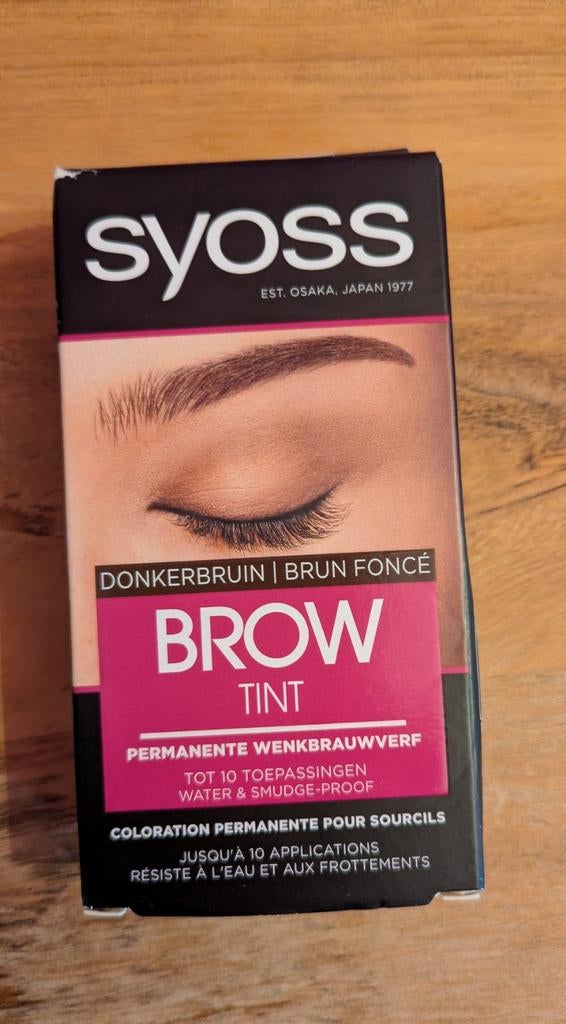 syoss
EST. OSAKA, JAPAN 1977
DONKERBRUIN | BRUN FONCÉ
BROW
TINT
PERMANENTE WENKBRAUWVERF
TOT 10 TOEPASSINGEN
WATER & SMUDGE-PROOF
COLORATION PERMANENTE POUR SOURCILS
JUSQU'À 10 APPLICATIONS
RÉSISTE À L'EAU ET AUX FROTTEMENTS